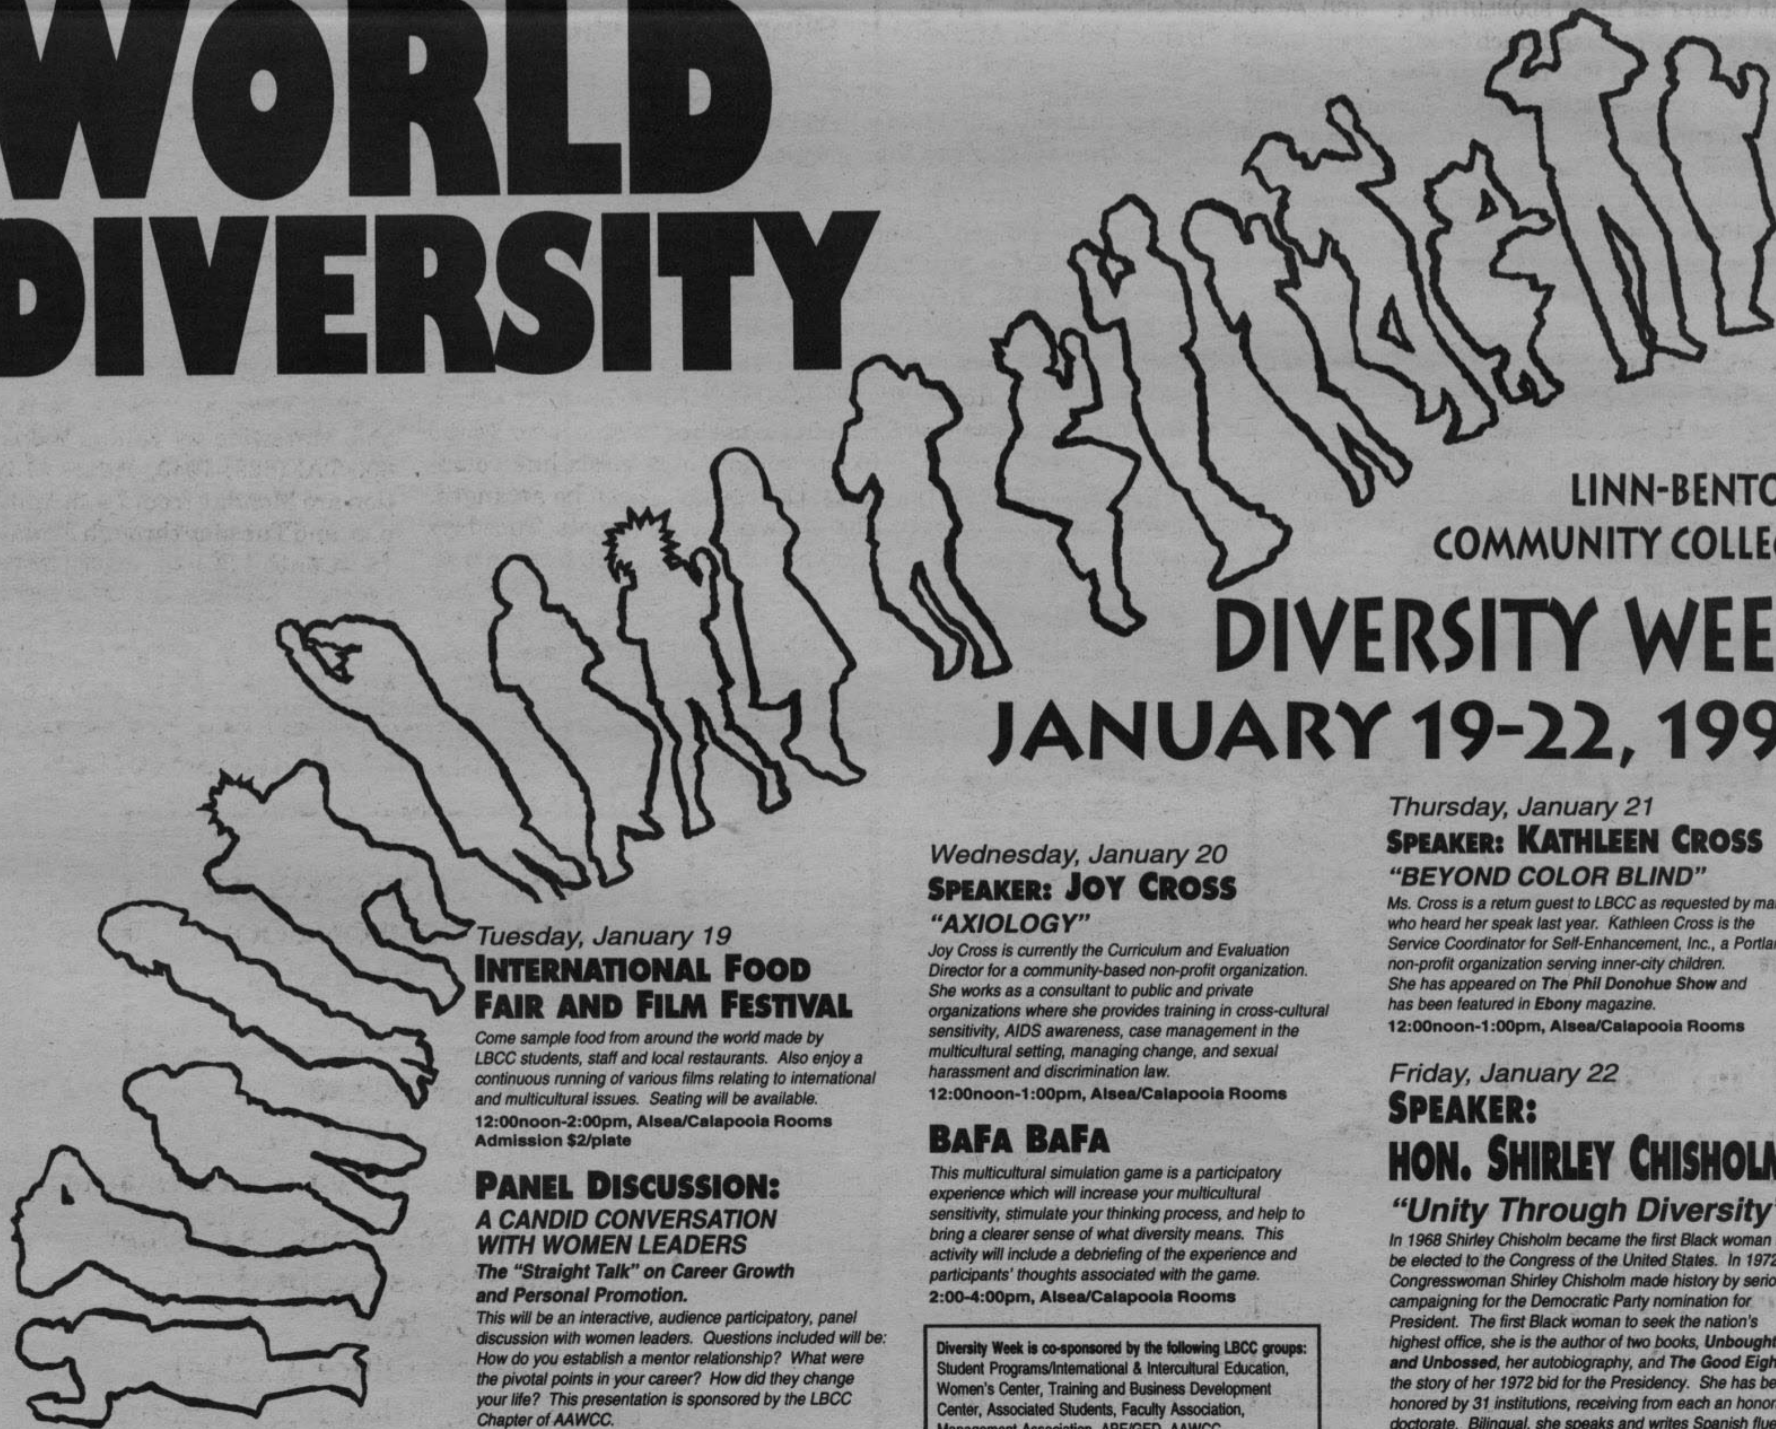 WORLD
DIVERSITY
LINN-BENTO
COMMUNITY COLLEG
DIVERSITY WEE
JANUARY 19-22, 199
Tuesday, January 19
INTERNATIONAL FOOD
FAIR AND FILM FESTIVAL
Come sample food from around the world made by
LBCC students, staff and local restaurants. Also enjoy a
continuous running of various films relating to international
and multicultural issues. Seating will be available.
12:00noon-2:00pm, Alsea/Calapooia Rooms
Admission $2/plate
PANEL DISCUSSION:
A CANDID CONVERSATION
WITH WOMEN LEADERS
The "Straight Talk" on Career Growth
and Personal Promotion.
This will be an interactive, audience participatory, panel
discussion with women leaders. Questions included will be:
How do you establish a mentor relationship? What were
the pivotal points in your career? How did they change
your life? This presentation is sponsored by the LBCC
Chapter of AAWCC.
Wednesday, January 20
SPEAKER: JOY CROSS
"AXIOLOGY"
Joy Cross is currently the Curriculum and Evaluation
Director for a community-based non-profit organization.
She works as a consultant to public and private
organizations where she provides training in cross-cultural
sensitivity, AIDS awareness, case management in the
multicultural setting, managing change, and sexual
harassment and discrimination law.
12:00noon-1:00pm, Alsea/Calapooia Rooms
BAFA BAFA
This multicultural simulation game is a participatory
experience which will increase your multicultural
sensitivity, stimulate your thinking process, and help to
bring a clearer sense of what diversity means. This
activity will include a debriefing of the experience and
participants' thoughts associated with the game.
2:00-4:00pm, Alsea/Calapooia Rooms
Diversity Week is co-sponsored by the following LBCC groups:
Student Programs/International & Intercultural Education,
Women's Center, Training and Business Development
Center, Associated Students, Faculty Association,
Management Association, ABE/GED, AAWCC
Thursday, January 21
SPEAKER: KATHLEEN CROSS
"BEYOND COLOR BLIND"
Ms. Cross is a return guest to LBCC as requested by ma
who heard her speak last year. Kathleen Cross is the
Service Coordinator for Self-Enhancement, Inc., a Portlan
non-profit organization serving inner-city children.
She has appeared on The Phil Donohue Show and
has been featured in Ebony magazine.
12:00noon-1:00pm, Alsea/Calapooia Rooms
Friday, January 22
SPEAKER:
HON. SHIRLEY CHISHOLM
"Unity Through Diversity"
In 1968 Shirley Chisholm became the first Black woman
be elected to the Congress of the United States. In 1972
Congresswoman Shirley Chisholm made history by serio
campaigning for the Democratic Party nomination for
President. The first Black woman to seek the nation's
highest office, she is the author of two books, Unbought
and Unbossed, her autobiography, and The Good Figh
the story of her 1972 bid for the Presidency. She has be
honored by 31 institutions, receiving from each an honor
doctorate. Bilingual, she speaks and writes Spanish flue